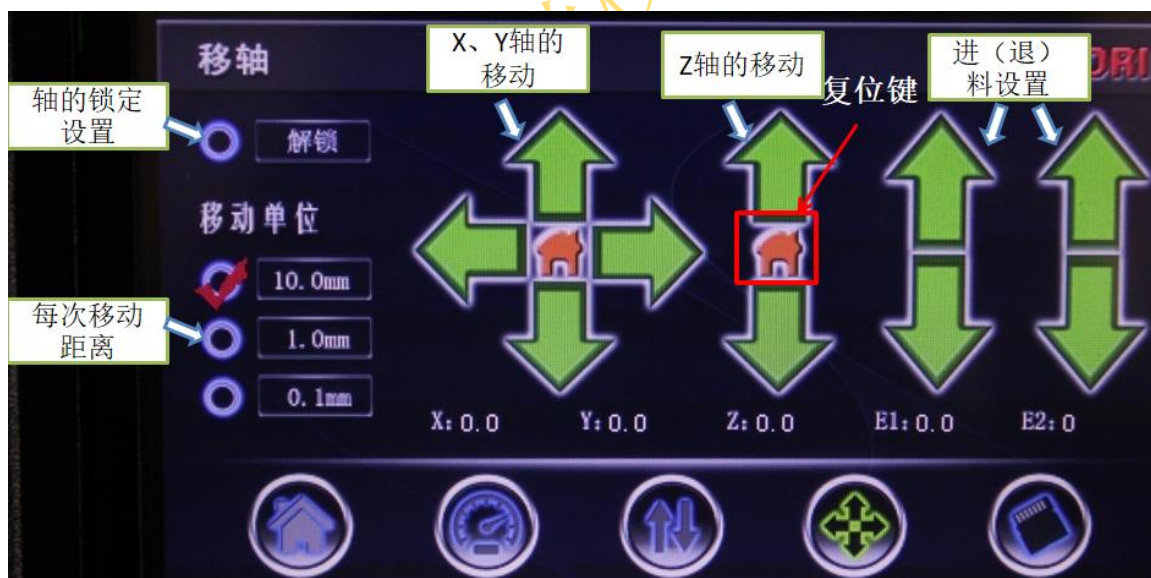 移轴
X、Y轴的
移动
Z轴的移动
复位键
进（退）
料设置
轴的锁定
设置
解锁
移动单位
10.0mm
每次移动
距离
1.0mm
0.1mm
X:0.0
Y:0.0
Z:0.0
E1:0.0
E2:0